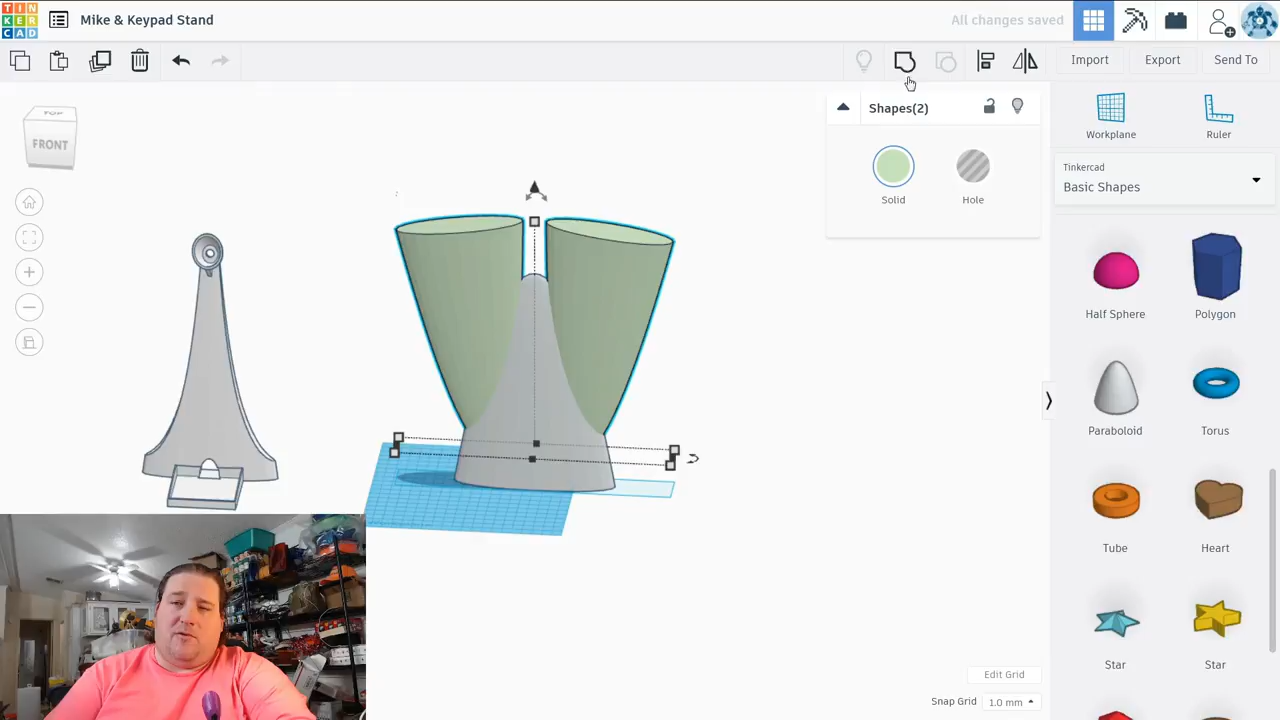 TIN
KER
CAD
Mike & Keypad Stand
All changes saved
Import
Export
Send To
TOP
FRONT
Shapes(2)
Solid
Hole
Workplane
Ruler
Tinkercad
Basic Shapes
Half Sphere
Polygon
Paraboloid
Torus
Tube
Heart
Star
Star
Edit Grid
Snap Grid
1.0 mm